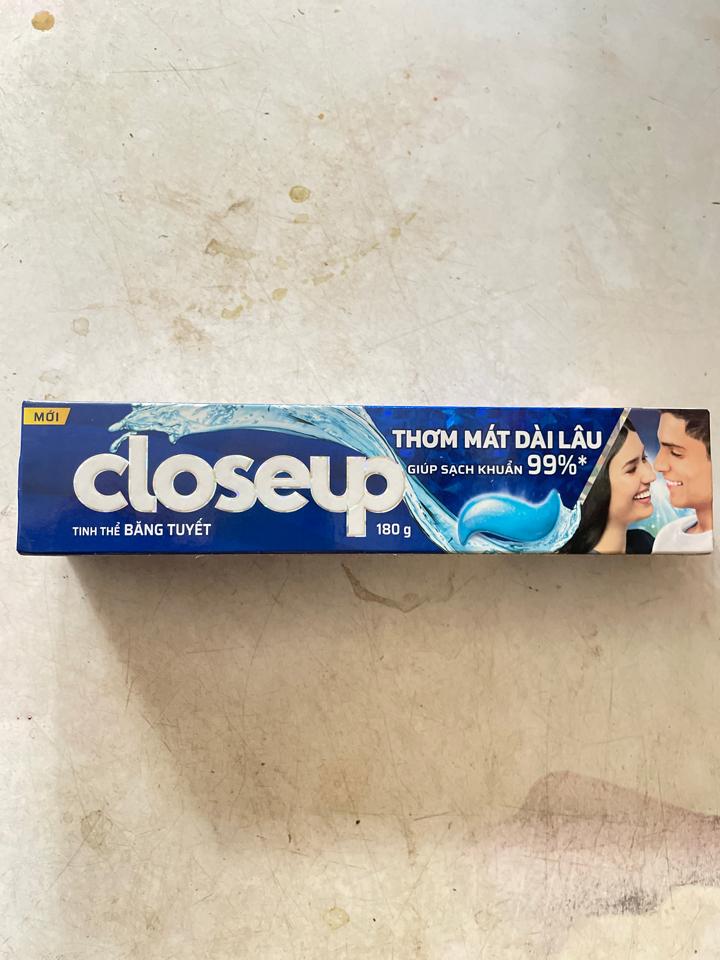 MỚI
closeup
TINH THỂ BĂNG TUYẾT
180 g
THƠM MÁT DÀI LÂU
GIÚP SẠCH KHUẨN 99%*